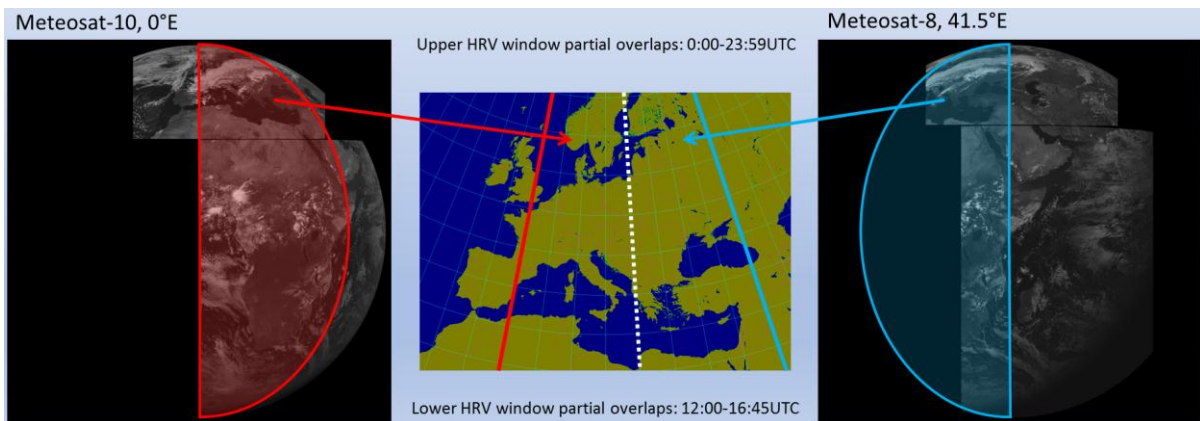 Meteosat-10, 0°E
Upper HRV window partial overlaps: 0:00-23:59UTC
Meteosat-8, 41.5°E
Lower HRV window partial overlaps: 12:00-16:45UTC